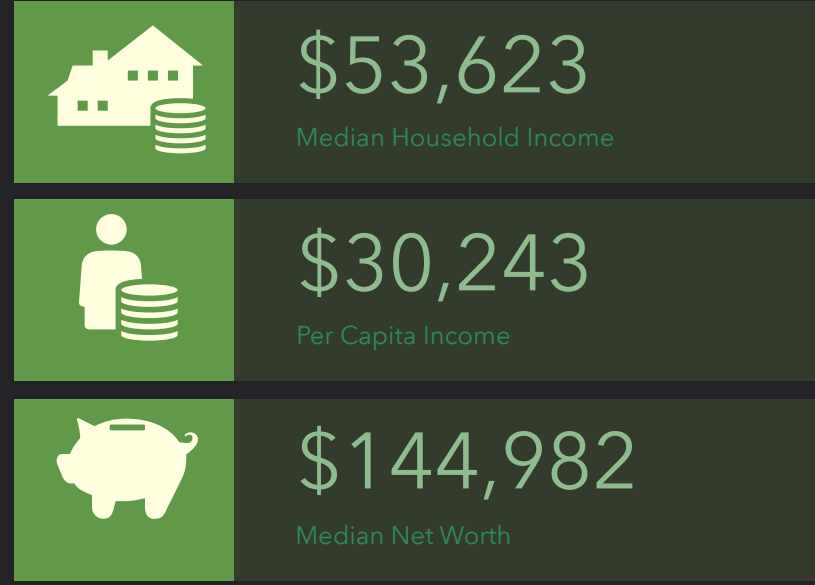 $53,623
Median Household Income
$30,243
Per Capita Income
$144,982
Median Net Worth